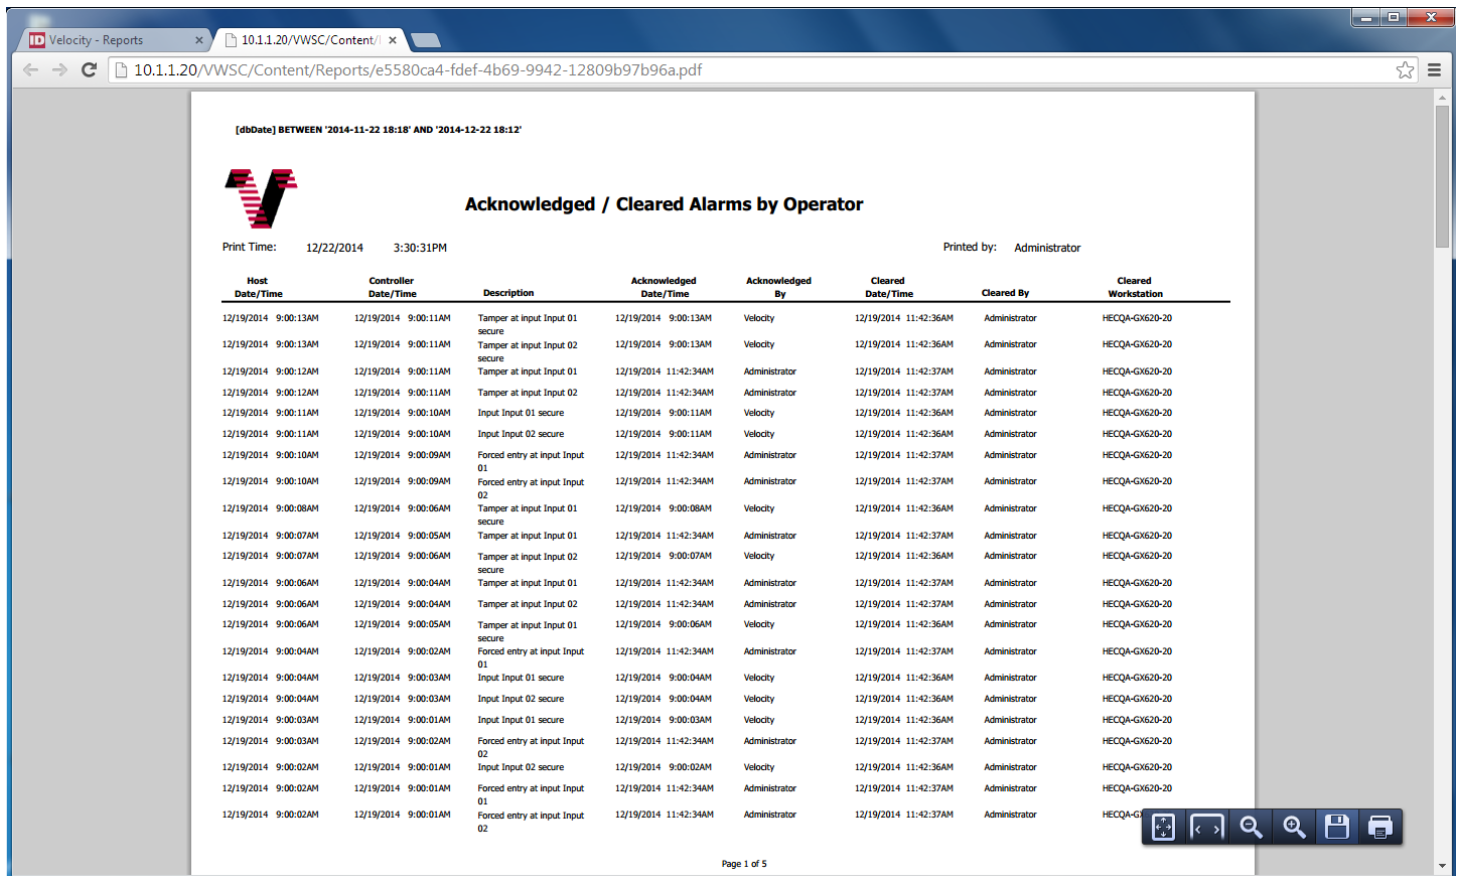 Velocity - Reports
10.1.1.20/VWSC/Content/
10.1.1.20/VWSC/Content/Reports/e5580ca4-fdef-4b69-9942-12809b97b96a.pdf
[dbDate] BETWEEN '2014-11-22 18:18' AND '2014-12-22 18:12'
Acknowledged / Cleared Alarms by Operator
Print Time: 12/22/2014 3:30:31PM Printed by: Administrator
Host Controller Acknowledged Acknowledged Cleared Cleared
Date/Time Date/Time Description Date/Time By Date/Time Cleared By Workstation
12/19/2014 9:00:13AM 12/19/2014 9:00:11AM Tamper at input Input 01 12/19/2014 9:00:13AM Velocity 12/19/2014 11:42:36AM Administrator HECQA-GX620-20
secure
12/19/2014 9:00:13AM 12/19/2014 9:00:11AM Tamper at input Input 02 12/19/2014 9:00:13AM Velocity 12/19/2014 11:42:36AM Administrator HECQA-GX620-20
secure
12/19/2014 9:00:12AM 12/19/2014 9:00:11AM Tamper at input Input 01 12/19/2014 11:42:34AM Administrator 12/19/2014 11:42:37AM Administrator HECQA-GX620-20
12/19/2014 9:00:12AM 12/19/2014 9:00:11AM Tamper at input Input 02 12/19/2014 11:42:34AM Administrator 12/19/2014 11:42:37AM Administrator HECQA-GX620-20
12/19/2014 9:00:11AM 12/19/2014 9:00:10AM Input Input 01 secure 12/19/2014 9:00:11AM Velocity 12/19/2014 11:42:36AM Administrator HECQA-GX620-20
12/19/2014 9:00:11AM 12/19/2014 9:00:10AM Input Input 02 secure 12/19/2014 9:00:11AM Velocity 12/19/2014 11:42:36AM Administrator HECQA-GX620-20
12/19/2014 9:00:10AM 12/19/2014 9:00:09AM Forced entry at input Input 12/19/2014 11:42:34AM Administrator 12/19/2014 11:42:37AM Administrator HECQA-GX620-20
01
12/19/2014 9:00:10AM 12/19/2014 9:00:09AM Forced entry at input Input 12/19/2014 11:42:34AM Administrator 12/19/2014 11:42:37AM Administrator HECQA-GX620-20
02
12/19/2014 9:00:08AM 12/19/2014 9:00:06AM Tamper at input Input 01 12/19/2014 9:00:08AM Velocity 12/19/2014 11:42:36AM Administrator HECQA-GX620-20
secure
12/19/2014 9:00:07AM 12/19/2014 9:00:05AM Tamper at input Input 01 12/19/2014 11:42:34AM Administrator 12/19/2014 11:42:37AM Administrator HECQA-GX620-20
12/19/2014 9:00:07AM 12/19/2014 9:00:06AM Tamper at input Input 02 12/19/2014 9:00:07AM Velocity 12/19/2014 11:42:36AM Administrator HECQA-GX620-20
secure
12/19/2014 9:00:06AM 12/19/2014 9:00:04AM Tamper at input Input 01 12/19/2014 11:42:34AM Administrator 12/19/2014 11:42:37AM Administrator HECQA-GX620-20
12/19/2014 9:00:06AM 12/19/2014 9:00:04AM Tamper at input Input 02 12/19/2014 11:42:34AM Administrator 12/19/2014 11:42:37AM Administrator HECQA-GX620-20
12/19/2014 9:00:06AM 12/19/2014 9:00:05AM Tamper at input Input 01 12/19/2014 9:00:06AM Velocity 12/19/2014 11:42:36AM Administrator HECQA-GX620-20
secure
12/19/2014 9:00:04AM 12/19/2014 9:00:02AM Forced entry at input Input 12/19/2014 11:42:34AM Administrator 12/19/2014 11:42:37AM Administrator HECQA-GX620-20
01
12/19/2014 9:00:04AM 12/19/2014 9:00:03AM Input Input 01 secure 12/19/2014 9:00:04AM Velocity 12/19/2014 11:42:36AM Administrator HECQA-GX620-20
12/19/2014 9:00:04AM 12/19/2014 9:00:03AM Input Input 02 secure 12/19/2014 9:00:04AM Velocity 12/19/2014 11:42:36AM Administrator HECQA-GX620-20
12/19/2014 9:00:03AM 12/19/2014 9:00:01AM Input Input 01 secure 12/19/2014 9:00:03AM Velocity 12/19/2014 11:42:36AM Administrator HECQA-GX620-20
12/19/2014 9:00:03AM 12/19/2014 9:00:02AM Forced entry at input Input 12/19/2014 11:42:34AM Administrator 12/19/2014 11:42:37AM Administrator HECQA-GX620-20
02
12/19/2014 9:00:02AM 12/19/2014 9:00:01AM Input Input 02 secure 12/19/2014 9:00:02AM Velocity 12/19/2014 11:42:36AM Administrator HECQA-GX620-20
12/19/2014 9:00:02AM 12/19/2014 9:00:01AM Forced entry at input Input 12/19/2014 11:42:34AM Administrator 12/19/2014 11:42:37AM Administrator HECQA-GX620-20
01
12/19/2014 9:00:02AM 12/19/2014 9:00:01AM Forced entry at input Input 12/19/2014 11:42:34AM Administrator 12/19/2014 11:42:37AM Administrator HECQA-G
02
Page 1 of 5